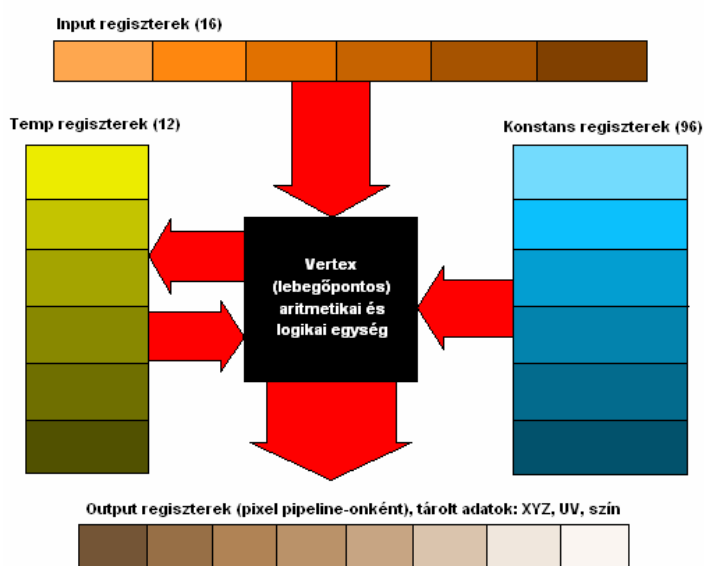 Input regiszterek (16)
Temp regiszterek (12)
Konstans regiszterek (96)
Vertex
(lebegőpontos)
aritmetikai és
logikai egység
Output regiszterek (pixel pipeline-onként), tárolt adatok: XYZ, UV, szín